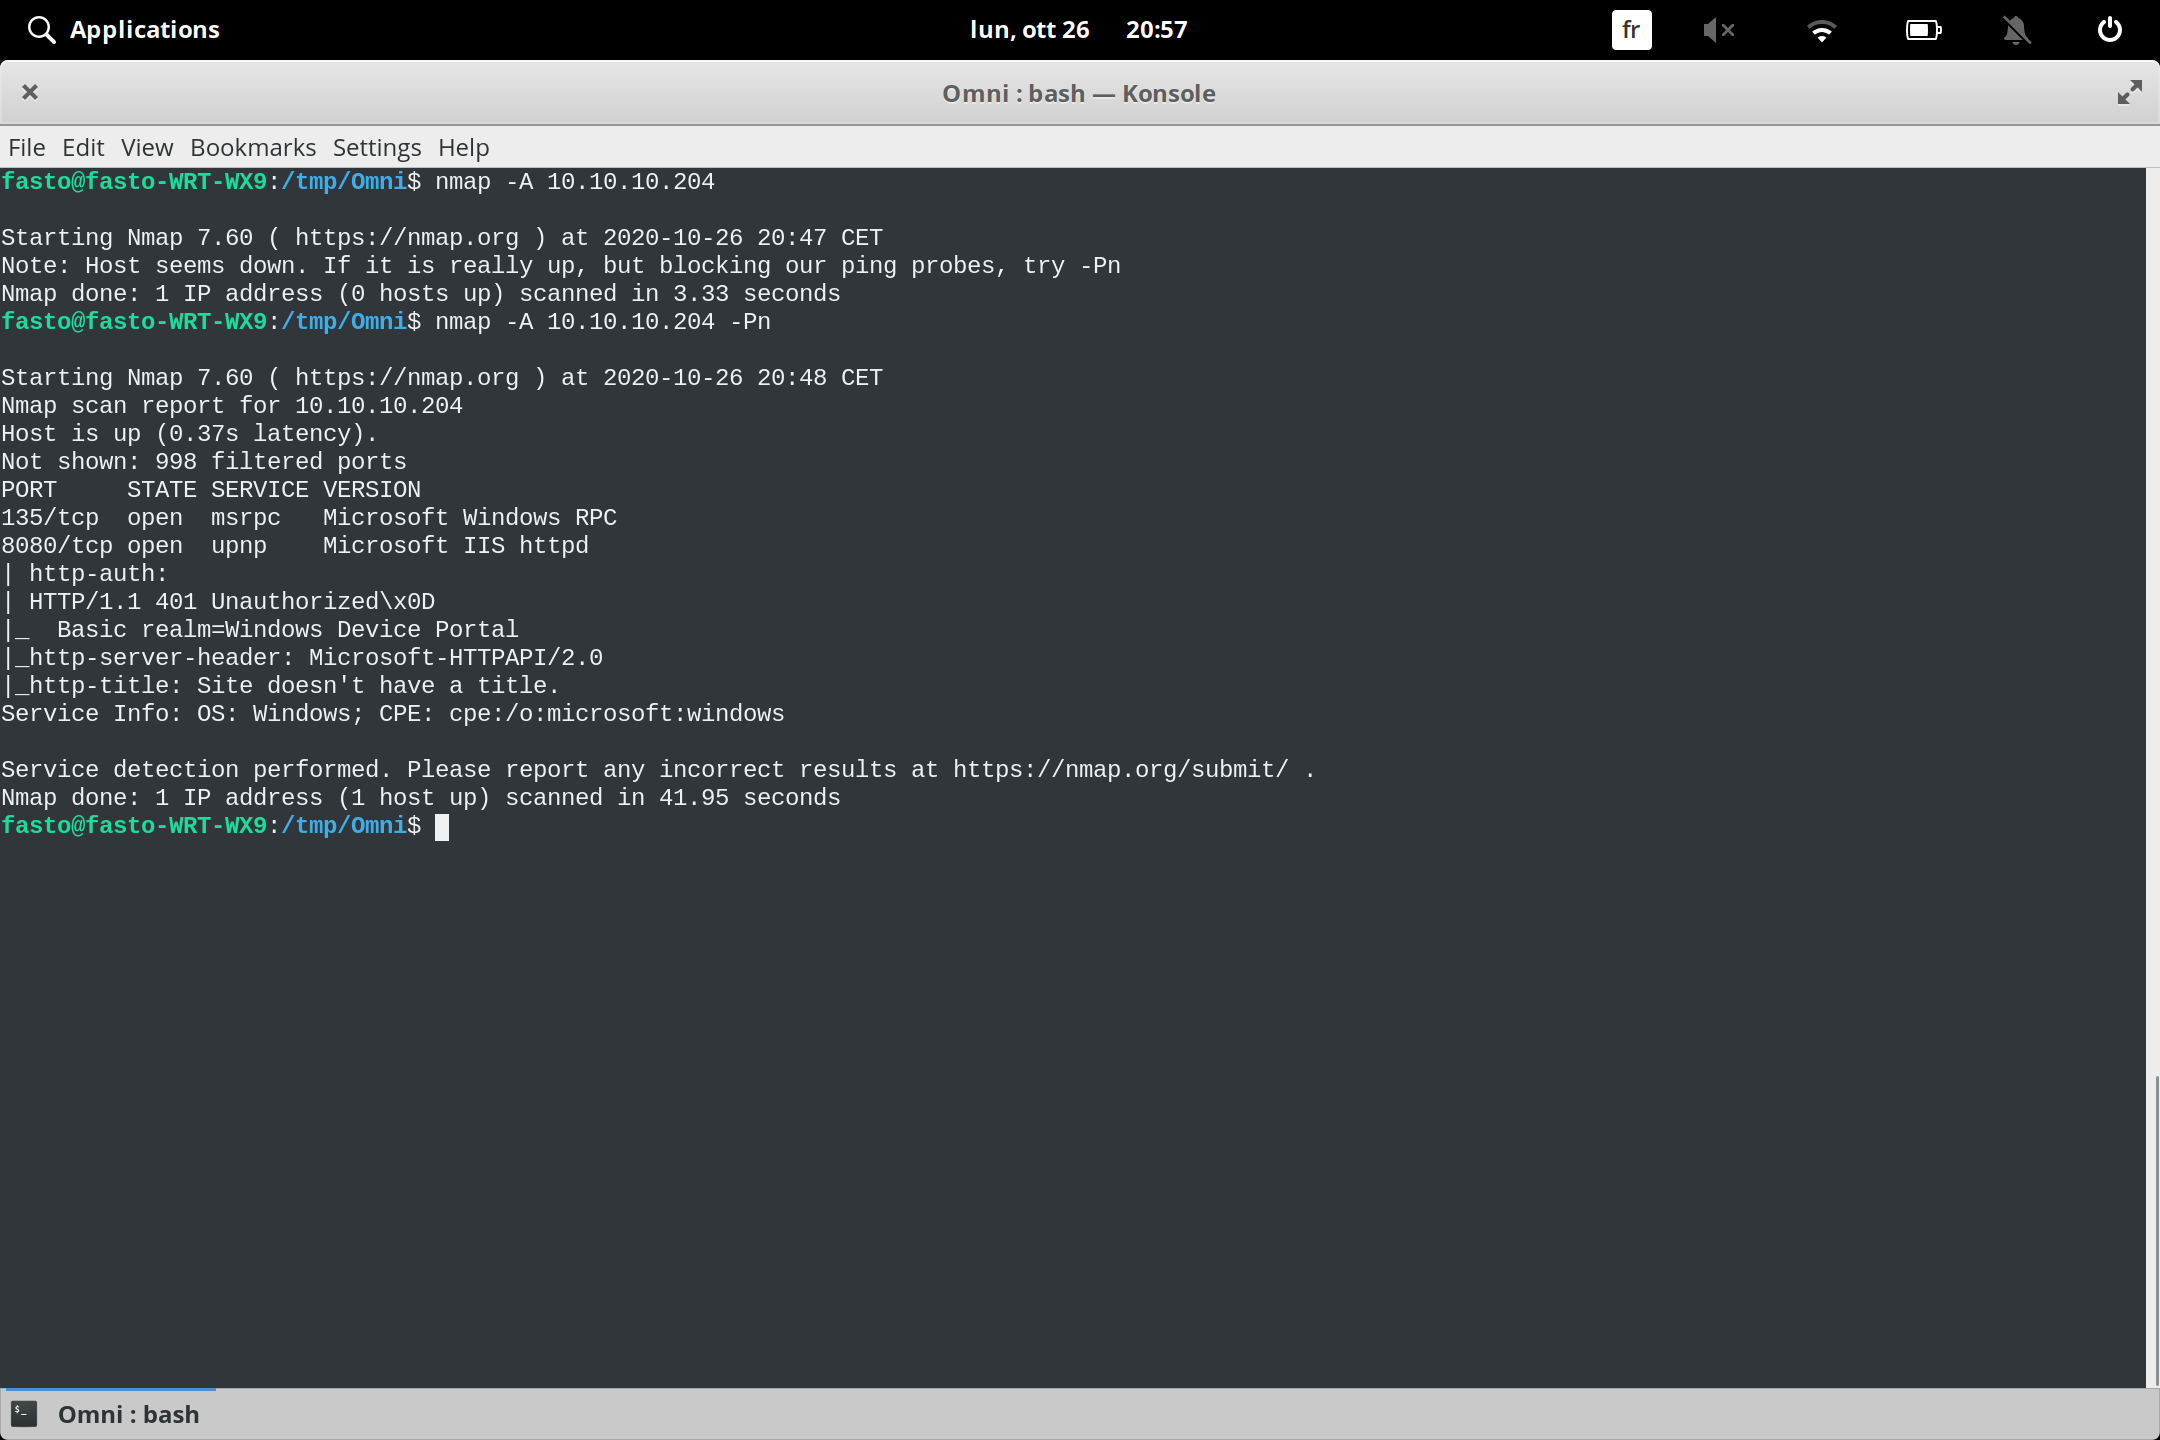 Applications lun, ott 26 20:57 fr
Omni : bash — Konsole
File Edit View Bookmarks Settings Help
fasto@fasto-WRT-WX9:/tmp/Omni$ nmap -A 10.10.10.204
Starting Nmap 7.60 ( https://nmap.org ) at 2020-10-26 20:47 CET
Note: Host seems down. If it is really up, but blocking our ping probes, try -Pn
Nmap done: 1 IP address (0 hosts up) scanned in 3.33 seconds
fasto@fasto-WRT-WX9:/tmp/Omni$ nmap -A 10.10.10.204 -Pn
Starting Nmap 7.60 ( https://nmap.org ) at 2020-10-26 20:48 CET
Nmap scan report for 10.10.10.204
Host is up (0.37s latency).
Not shown: 998 filtered ports
PORT     STATE SERVICE VERSION
135/tcp  open  msrpc   Microsoft Windows RPC
8080/tcp open  upnp    Microsoft IIS httpd
| http-auth:
| HTTP/1.1 401 Unauthorized\x0D
|_  Basic realm=Windows Device Portal
|_http-server-header: Microsoft-HTTPAPI/2.0
|_http-title: Site doesn't have a title.
Service Info: OS: Windows; CPE: cpe:/o:microsoft:windows
Service detection performed. Please report any incorrect results at https://nmap.org/submit/ .
Nmap done: 1 IP address (1 host up) scanned in 41.95 seconds
fasto@fasto-WRT-WX9:/tmp/Omni$
Omni : bash